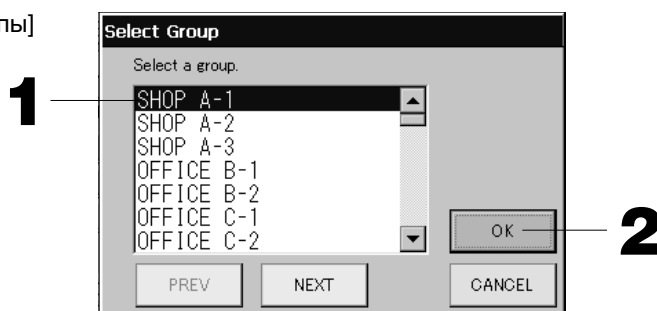 пы]
Select Group
Select a group.
1
SHOP A-1
SHOP A-2
SHOP A-3
OFFICE B-1
OFFICE B-2
OFFICE C-1
OFFICE C-2
OK
2
PREV
NEXT
CANCEL